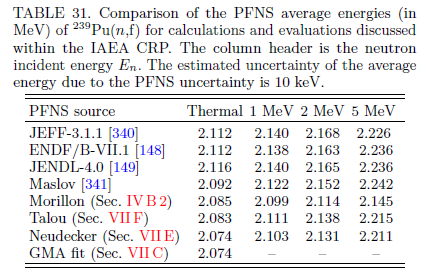 TABLE 31. Comparison of the PFNS average energies (in
MeV) of ²³⁹Pu(n,f) for calculations and evaluations discussed
within the IAEA CRP. The column header is the neutron
incident energy Eₙ. The estimated uncertainty of the average
energy due to the PFNS uncertainty is 10 keV.
PFNS source Thermal 1 MeV 2 MeV 5 MeV
JEFF-3.1.1 [340] 2.112 2.140 2.168 2.226
ENDF/B-VII.1 [148] 2.112 2.138 2.163 2.236
JENDL-4.0 [149] 2.116 2.140 2.165 2.236
Maslov [341] 2.092 2.122 2.152 2.242
Morillon (Sec. IV B 2) 2.085 2.099 2.114 2.145
Talou (Sec. VII F) 2.083 2.111 2.138 2.215
Neudecker (Sec. VII E) 2.074 2.103 2.131 2.211
GMA fit (Sec. VII C) 2.074 – – –